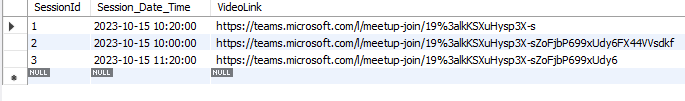 SessionId Session_Date_Time VideoLink
1 2023-10-15 10:20:00 https://teams.microsoft.com/l/meetup-join/19%3alkKSXuHysp3X-s
2 2023-10-15 10:00:00 https://teams.microsoft.com/l/meetup-join/19%3alkKSXuHysp3X-sZoFjbP699xUdy6FX44VVsdkf
3 2023-10-15 11:20:00 https://teams.microsoft.com/l/meetup-join/19%3alkKSXuHysp3X-sZoFjbP699xUdy6
NULL NULL NULL